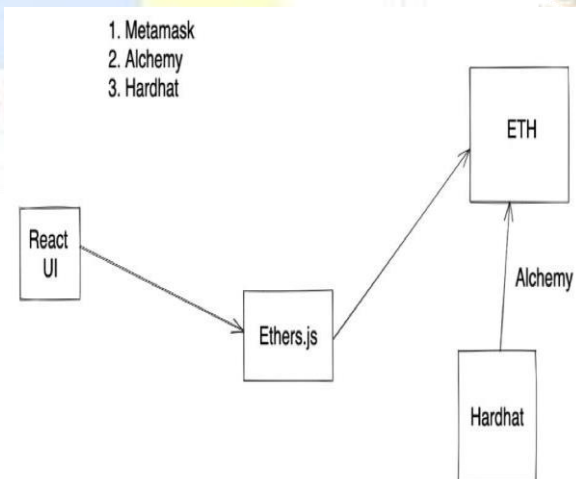 1. Metamask
2. Alchemy
3. Hardhat
ETH
React
UI
Alchemy
Ethers.js
Hardhat